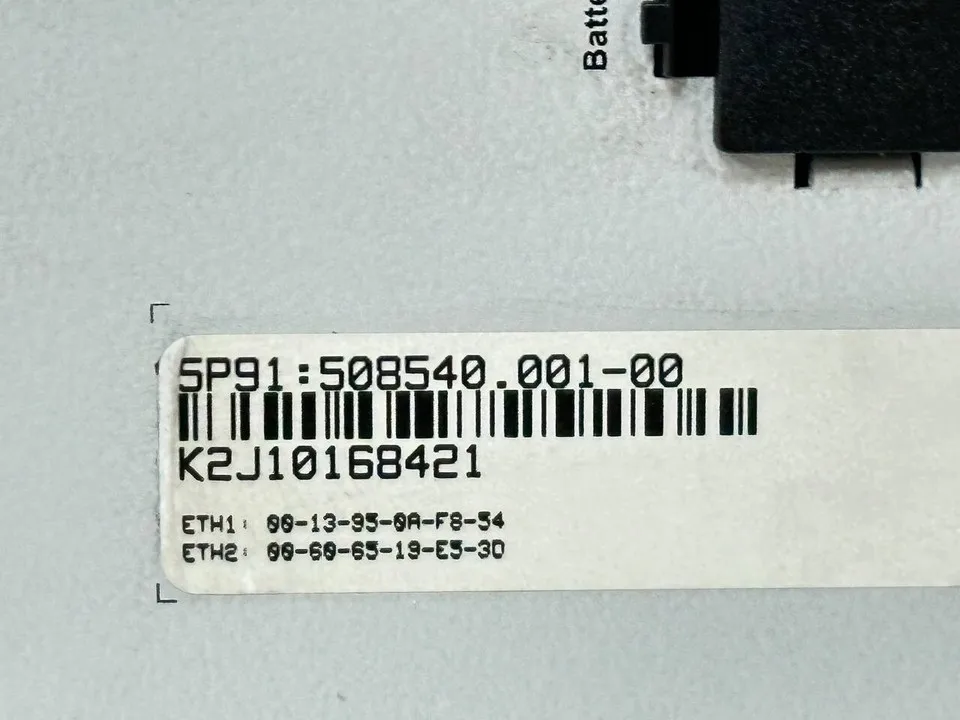 Batte
5P91:508540.001-00
K2J10168421
ETH1: 00-13-95-0A-F8-54
ETH2: 00-60-65-19-E5-3D